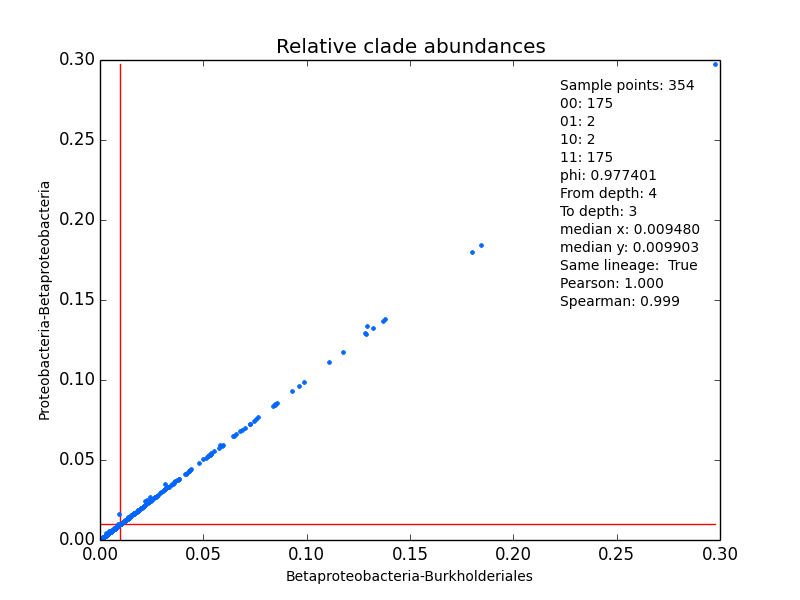 Relative clade abundances
0.30
0.25
0.20
0.15
0.10
0.05
0.00
Proteobacteria-Betaproteobacteria
Sample points: 354
00: 175
01: 2
10: 2
11: 175
phi: 0.977401
From depth: 4
To depth: 3
median x: 0.009480
median y: 0.009903
Same lineage:  True
Pearson: 1.000
Spearman: 0.999
0.00 0.05 0.10 0.15 0.20 0.25 0.30
Betaproteobacteria-Burkholderiales